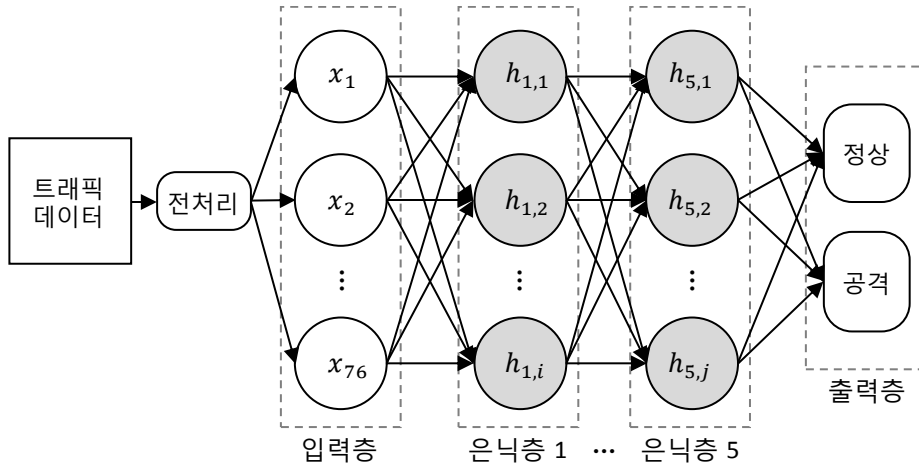 트래픽
데이터
전처리
x₁
x₂
⋮
x₇₆
입력층
h₁,₁
h₁,₂
⋮
h₁,ᵢ
은닉층 1
⋯
h₅,₁
h₅,₂
⋮
h₅,ⱼ
은닉층 5
정상
공격
출력층